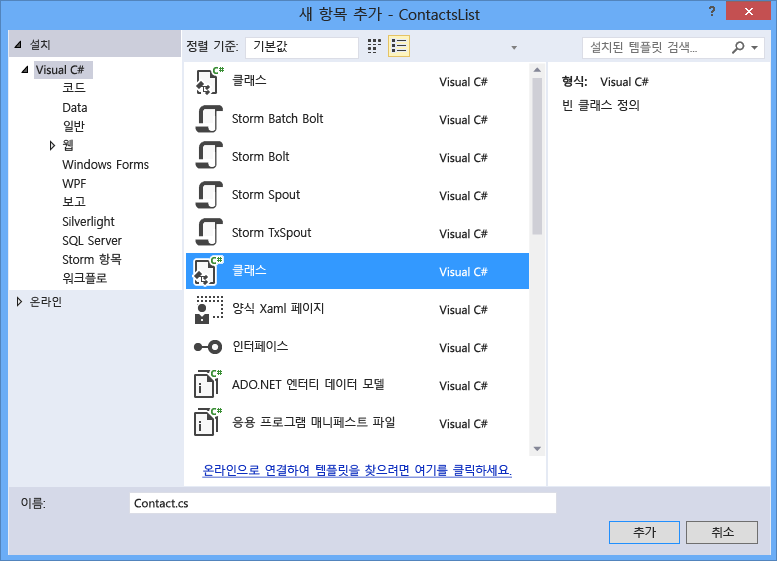 새 항목 추가 - ContactsList
?
설치
정렬 기준: 기본값
설치된 템플릿 검색...
Visual C#
코드
Data
일반
웹
Windows Forms
WPF
보고
Silverlight
SQL Server
Storm 항목
워크플로
온라인
C# 클래스 Visual C#
Storm Batch Bolt Visual C#
Storm Bolt Visual C#
Storm Spout Visual C#
Storm TxSpout Visual C#
C# 클래스 Visual C#
양식 Xaml 페이지 Visual C#
인터페이스 Visual C#
C# ADO.NET 엔터티 데이터 모델 Visual C#
C# 응용 프로그램 매니페스트 파일 Visual C#
온라인으로 연결하여 템플릿을 찾으려면 여기를 클릭하세요.
형식: Visual C#
빈 클래스 정의
이름: Contact.cs
추가 취소